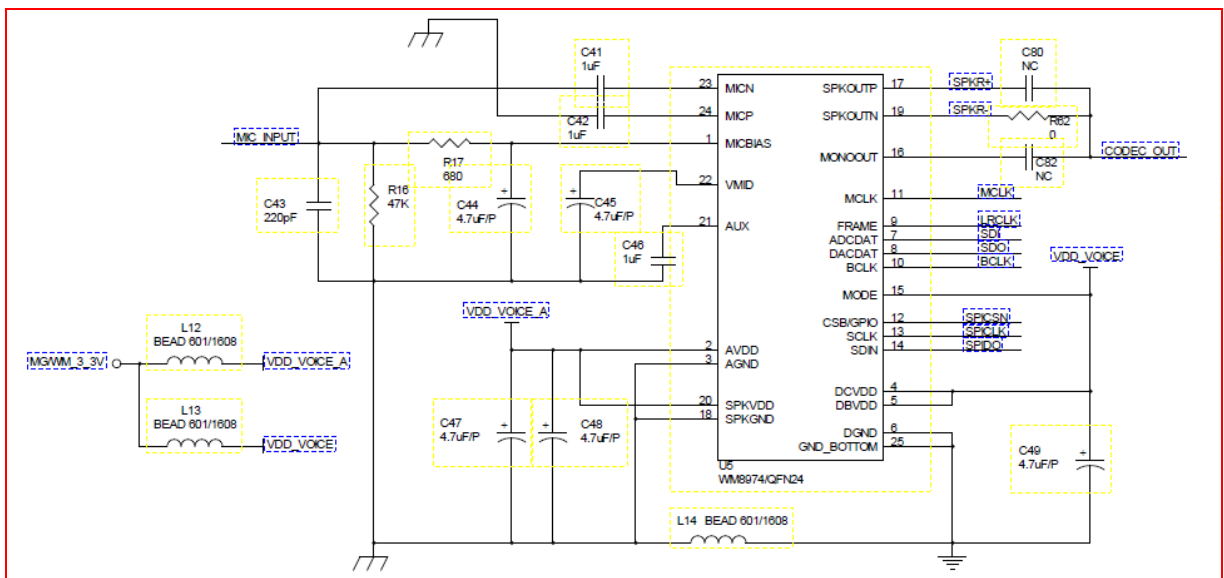 C41
1uF
C80
NC
23 MICN SPKOUTP 17 SPKR+
24 MICP SPKOUTN 19 SPKR-
C42
1uF
R62
0
MIC_INPUT
1 MICBIAS MONOOUT 16 CODEC_OUT
R17
680
C82
NC
R16
47K
C43
220pF
C44
4.7uF/P
C45
4.7uF/P
22 VMID MCLK 11 MCLK
21 AUX FRAME 9 LRCLK
ADCDAT 7 SDI
DACDAT 8 SDO
BCLK 10 BCLK
C46
1uF
VDD_VOICE
MODE 15
VDD_VOICE_A
CSB/GPIO 12 SPICSN
SCLK 13 SPICLK
SDIN 14 SPIDO
L12
BEAD 601/1608
MG/WM_3_3V
VDD_VOICE_A
2 AVDD
3 AGND
DCVDD 4
DBVDD 5
20 SPKVDD
18 SPKGND
L13
BEAD 601/1608
VDD_VOICE
C47
4.7uF/P
C48
4.7uF/P
DGND 6
GND_BOTTOM 25
C49
4.7uF/P
U5
WM8974/QFN24
L14 BEAD 601/1608